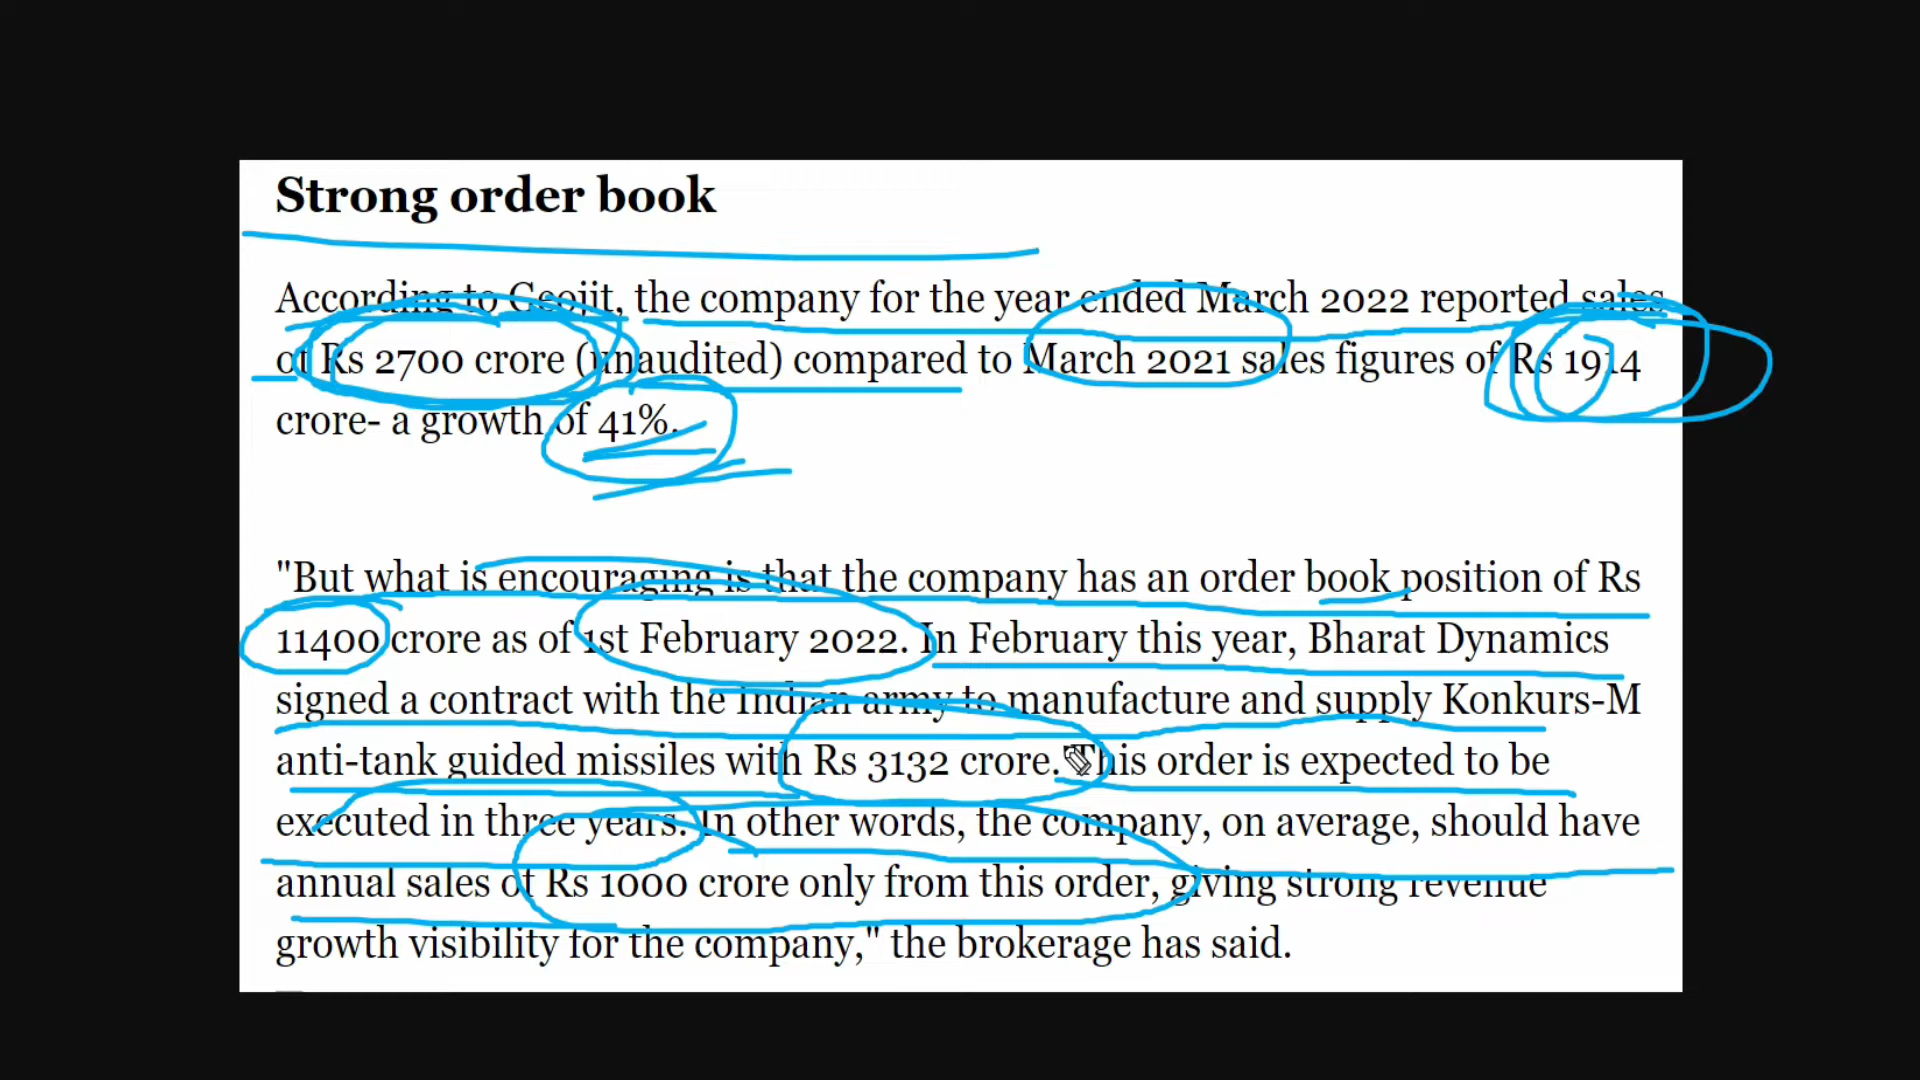 Strong order book
According to Geojit, the company for the year ended March 2022 reported sales
of Rs 2700 crore (unaudited) compared to March 2021 sales figures of Rs 1914
crore- a growth of 41%.
"But what is encouraging is that the company has an order book position of Rs
11400 crore as of 1st February 2022. In February this year, Bharat Dynamics
signed a contract with the Indian army to manufacture and supply Konkurs-M
anti-tank guided missiles with Rs 3132 crore. This order is expected to be
executed in three years. In other words, the company, on average, should have
annual sales of Rs 1000 crore only from this order, giving strong revenue
growth visibility for the company," the brokerage has said.